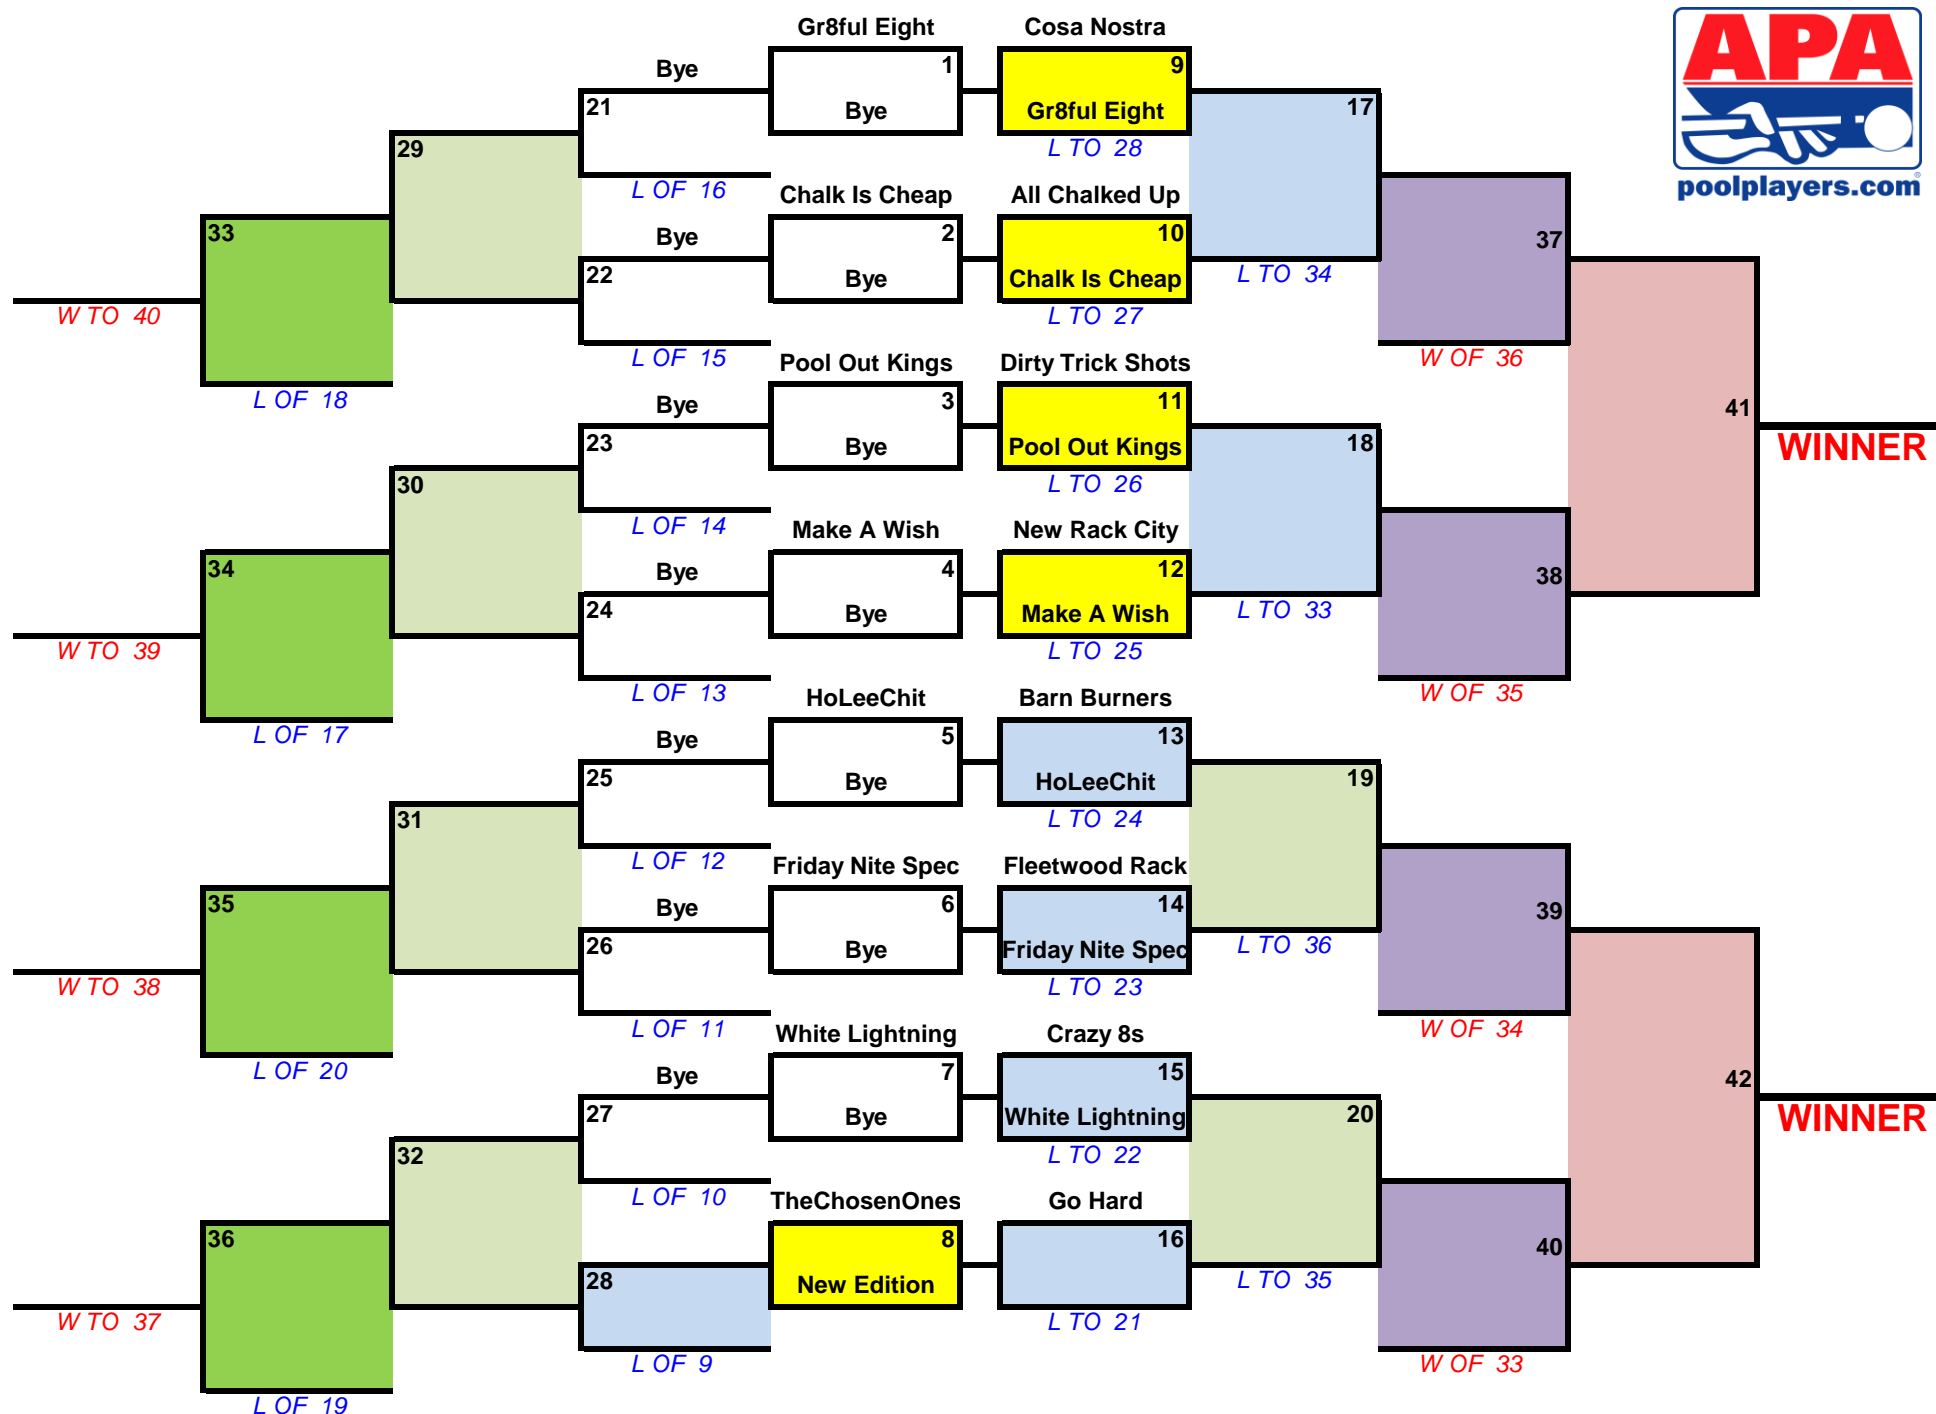 Gr8ful Eight
Cosa Nostra
APA
poolplayers.com
Bye
1
9
21
Bye
Gr8ful Eight
17
29
L TO 28
L OF 16
Chalk Is Cheap
All Chalked Up
33
Bye
2
10
37
22
Bye
Chalk Is Cheap
L TO 34
W TO 40
L TO 27
L OF 15
Pool Out Kings
Dirty Trick Shots
W OF 36
L OF 18
Bye
3
11
41
23
Bye
Pool Out Kings
18
WINNER
30
L TO 26
L OF 14
Make A Wish
New Rack City
34
Bye
4
12
38
24
Bye
Make A Wish
L TO 33
W TO 39
L TO 25
L OF 13
HoLeeChit
Barn Burners
W OF 35
L OF 17
Bye
5
13
25
Bye
HoLeeChit
19
31
L TO 24
L OF 12
Friday Nite Spec
Fleetwood Rack
35
Bye
6
14
39
26
Bye
Friday Nite Spec
L TO 36
W TO 38
L TO 23
L OF 11
White Lightning
Crazy 8s
W OF 34
L OF 20
Bye
7
15
42
27
Bye
White Lightning
20
WINNER
32
L TO 22
L OF 10
TheChosenOnes
Go Hard
36
8
16
40
28
New Edition
L TO 35
W TO 37
L TO 21
L OF 9
W OF 33
L OF 19